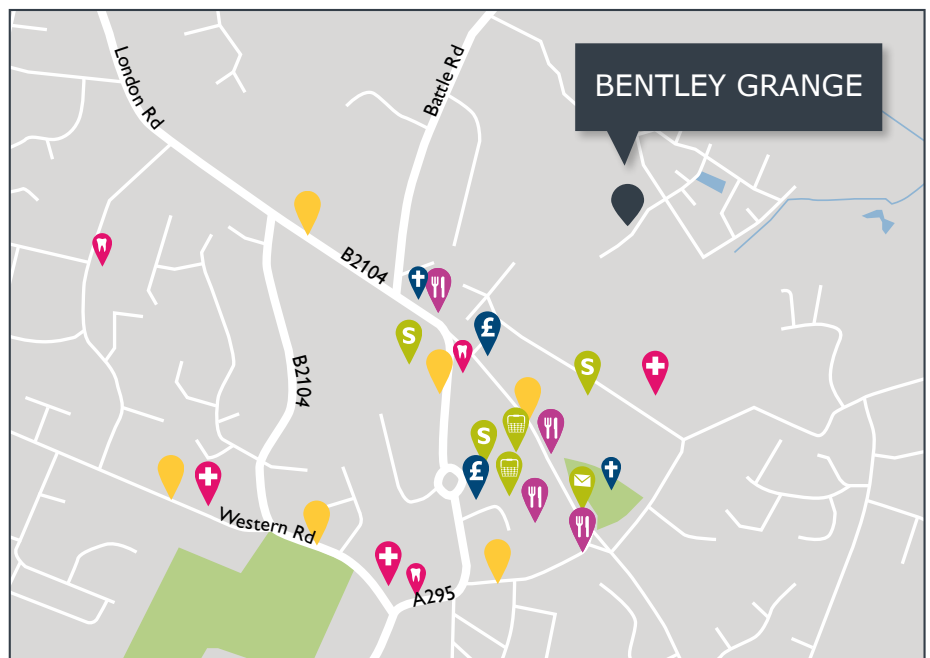 London Rd
Battle Rd
BENTLEY GRANGE
B2104
£
S
S
B2104
S
£
Western Rd
A295